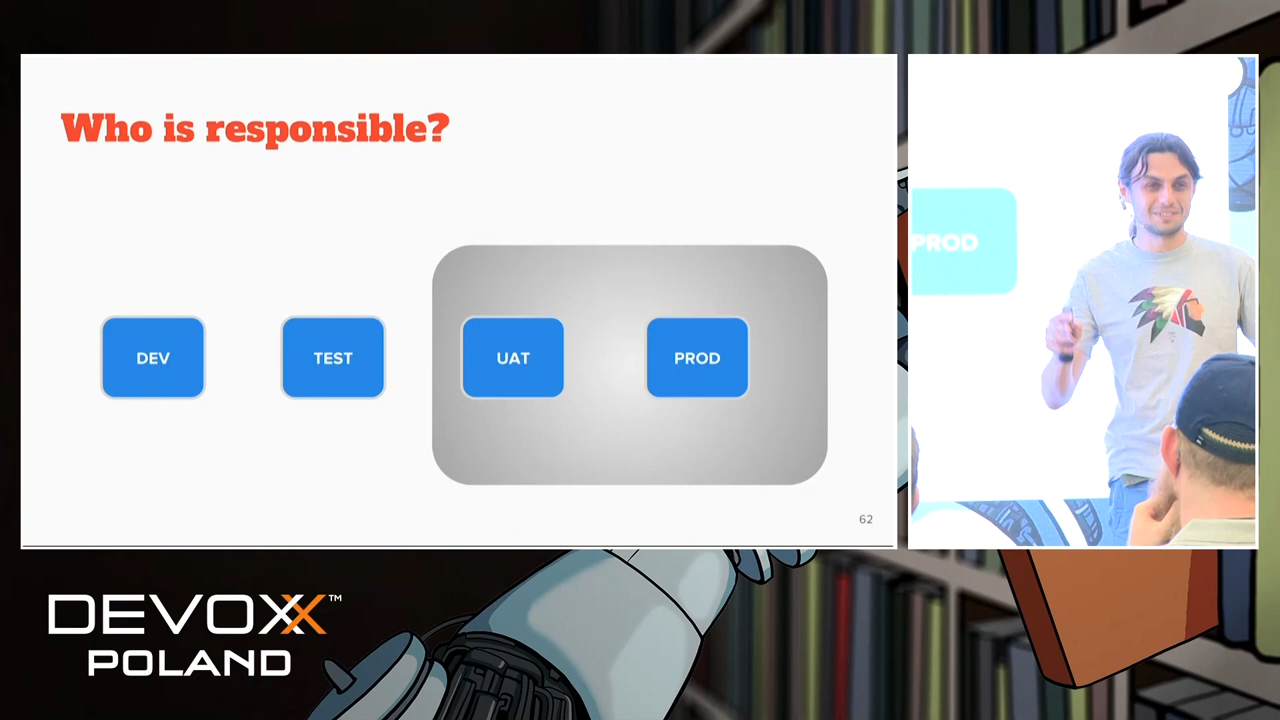 Who is responsible?
DEV
TEST
UAT
PROD
62
PROD
DEVOXX™
POLAND